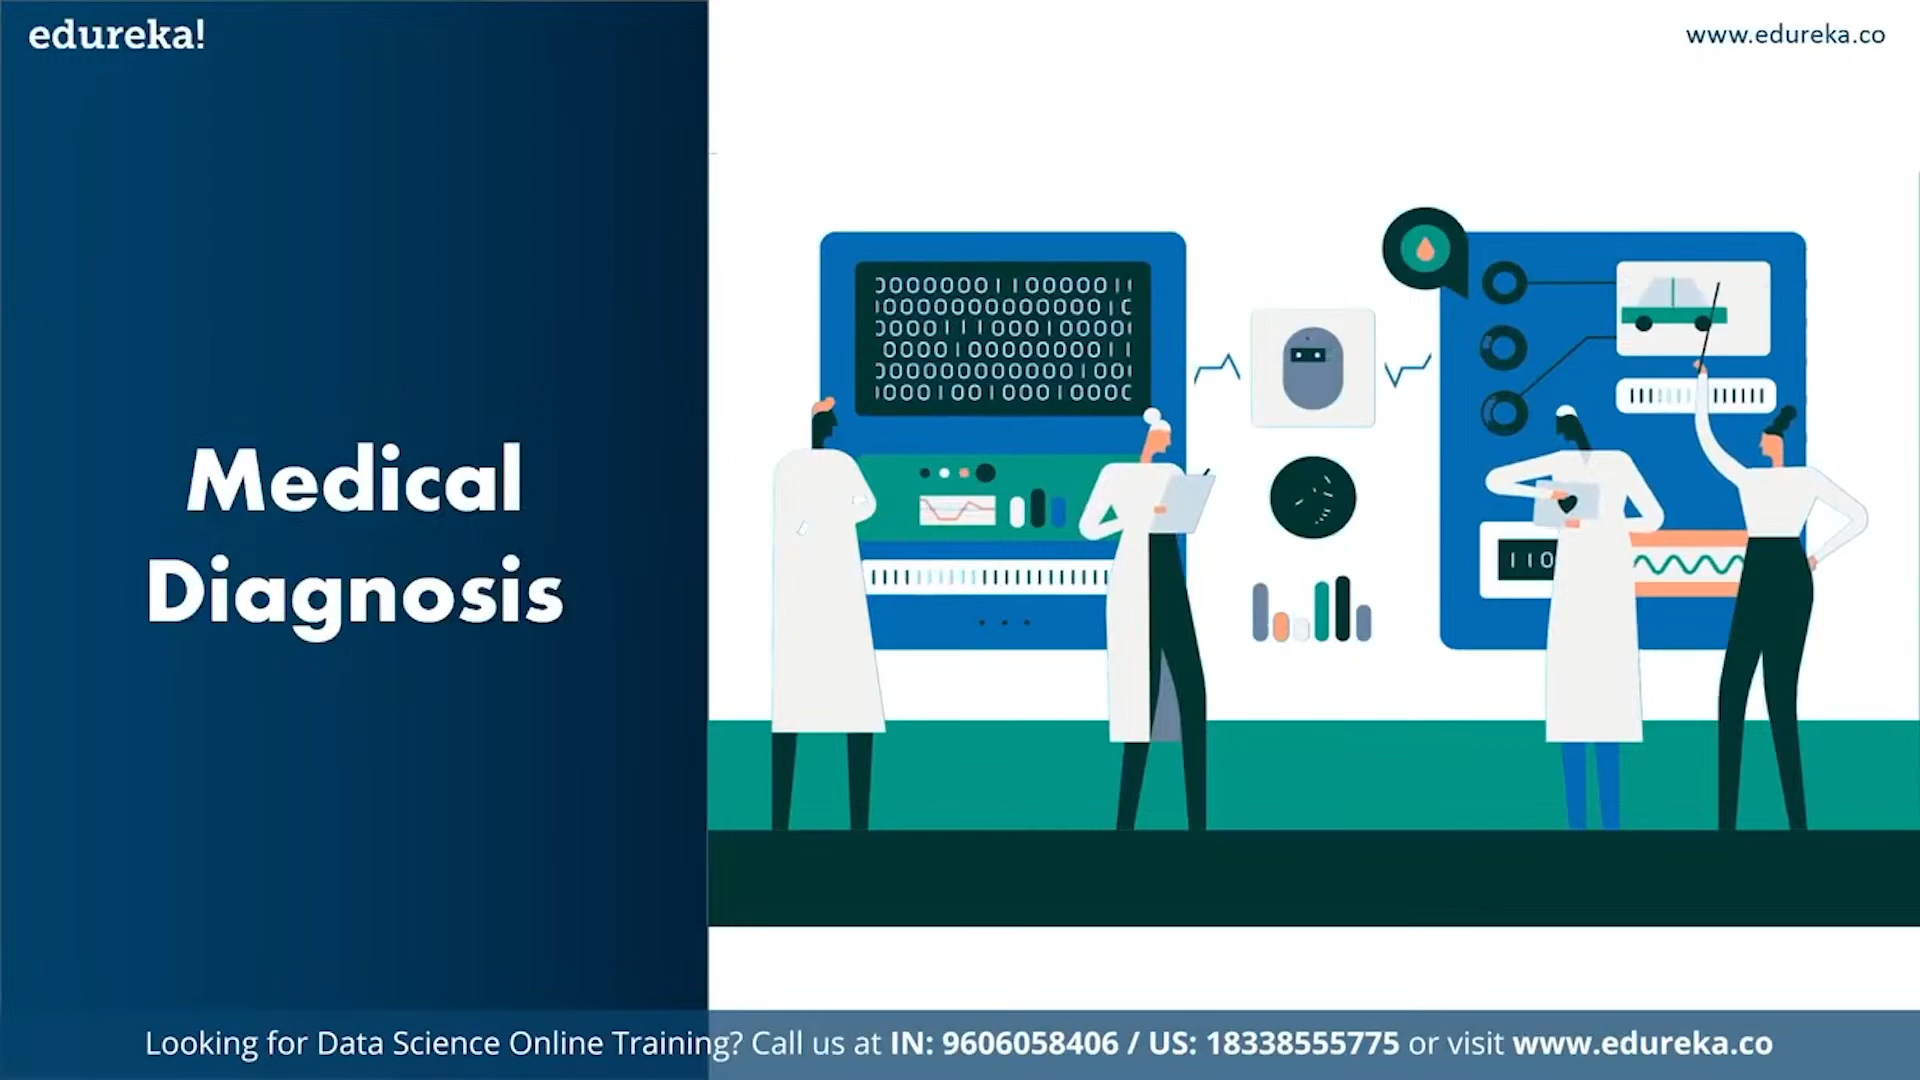 edureka!
www.edureka.co
Medical
Diagnosis
Looking for Data Science Online Training? Call us at IN: 9606058406 / US: 18338555775 or visit www.edureka.co